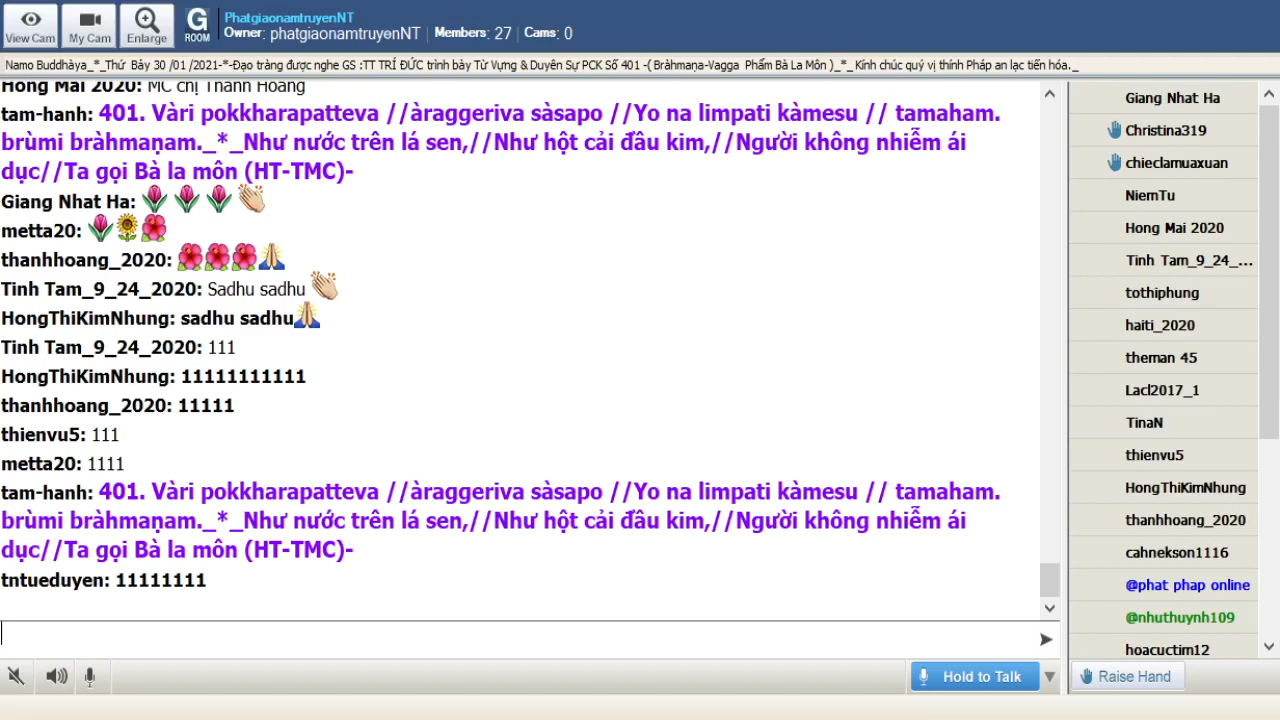 View Cam
My Cam
Enlarge
G
ROOM
PhatgiaonamtruyenNT
Owner: phatgiaonamtruyenNT | Members: 27 | Cams: 0
Namo Buddhàya_*_Thứ Bảy 30 /01 /2021-*-Đạo tràng được nghe GS :TT TRÍ ĐỨC trình bày Từ Vựng & Duyên Sự PCK Số 401 -( Bràhmaṇa-Vagga Phẩm Bà La Môn )_*_ Kính chúc quý vị thính Pháp an lạc tiến hóa._
Hong Mai 2020: MC chị Thanh Hoang
tam-hanh: 401. Vàri pokkharapatteva //àraggeriva sàsapo //Yo na limpati kàmesu // tamaham.
brùmi bràhmaṇam._*_Như nước trên lá sen,//Như hột cải đầu kim,//Người không nhiễm ái
dục//Ta gọi Bà la môn (HT-TMC)-
Giang Nhat Ha: 🌷🌷🌷👏
metta20: 🌷🌻🌺
thanhhoang_2020: 🌺🌺🌺🙏
Tinh Tam_9_24_2020: Sadhu sadhu 👏
HongThiKimNhung: sadhu sadhu🙏
Tinh Tam_9_24_2020: 111
HongThiKimNhung: 11111111111
thanhhoang_2020: 11111
thienvu5: 111
metta20: 1111
tam-hanh: 401. Vàri pokkharapatteva //àraggeriva sàsapo //Yo na limpati kàmesu // tamaham.
brùmi bràhmaṇam._*_Như nước trên lá sen,//Như hột cải đầu kim,//Người không nhiễm ái
dục//Ta gọi Bà la môn (HT-TMC)-
tntueduyen: 11111111
Giang Nhat Ha
Christina319
chieclamuaxuan
NiemTu
Hong Mai 2020
Tinh Tam_9_24_...
tothiphung
haiti_2020
theman 45
Lacl2017_1
TinaN
thienvu5
HongThiKimNhung
thanhhoang_2020
cahnekson1116
@phat phap online
@nhuthuynh109
hoacuctim12
Hold to Talk
Raise Hand